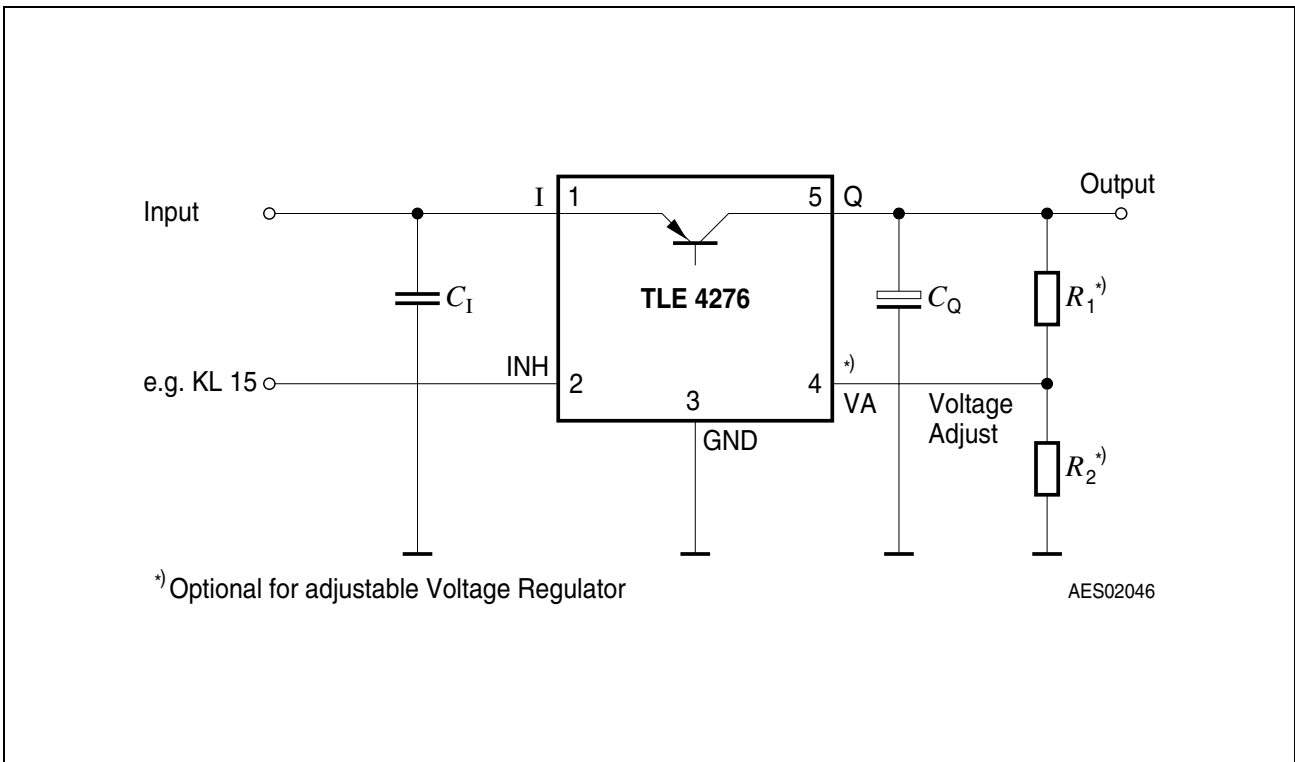 Input
I
1
5
Q
Output
TLE 4276
C_I
C_Q
R_1 *)
e.g. KL 15
INH
2
3
4
*)
VA
Voltage
Adjust
GND
R_2 *)
*) Optional for adjustable Voltage Regulator
AES02046